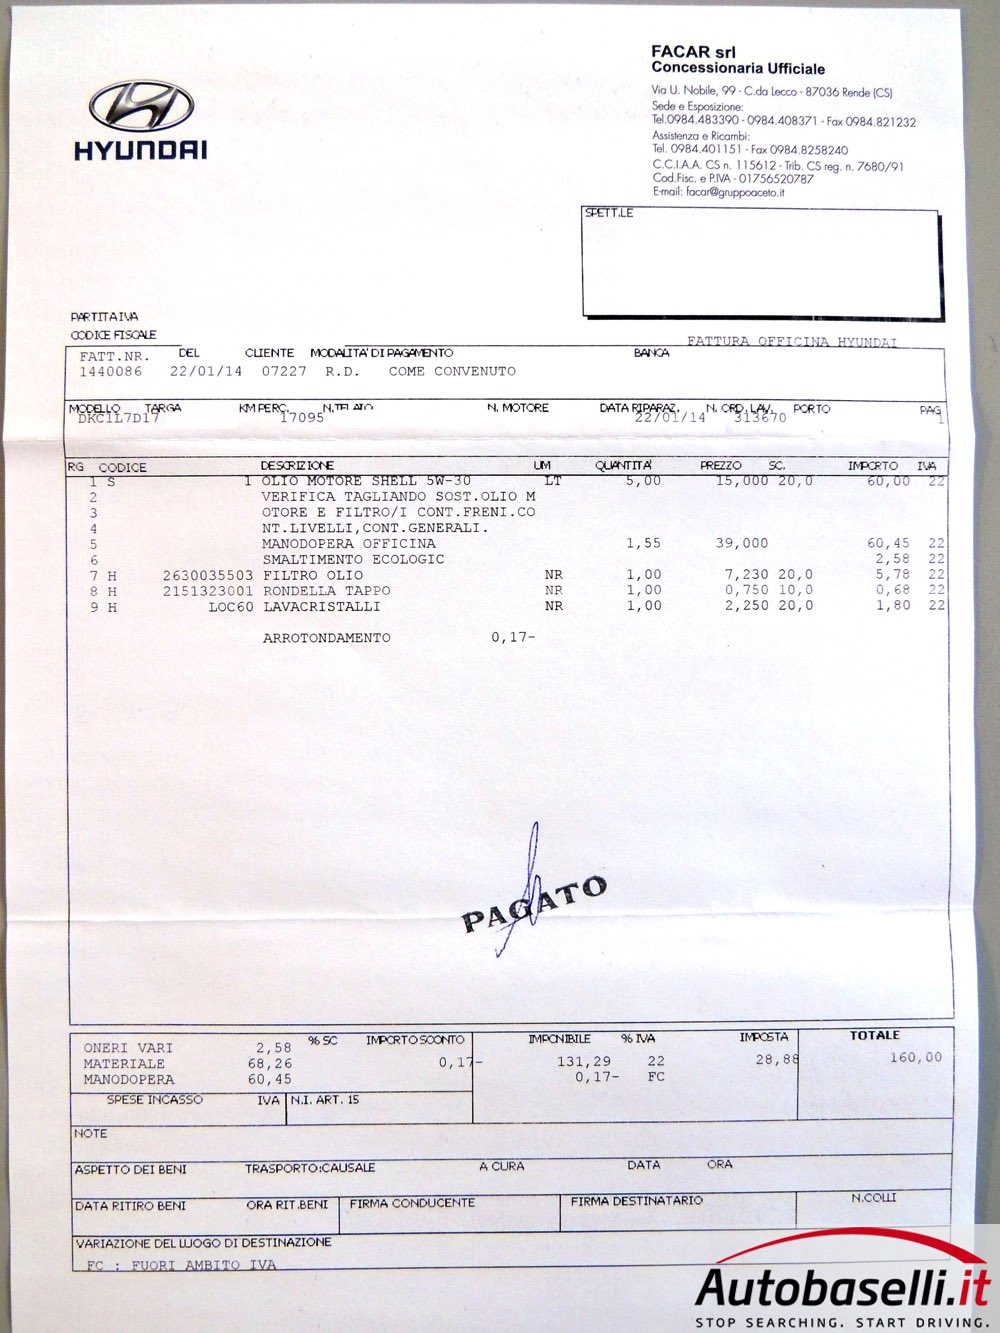 FACAR srl
Concessionaria Ufficiale
Via U. Nobile, 99 - C.da Lecco - 87036 Rende (CS)
Sede e Esposizione:
Tel.0984.483390 - 0984.408371 - Fax 0984.821232
Assistenza e Ricambi:
Tel. 0984.401151 - Fax 0984.8258240
C.C.I.A.A. CS n. 115612 - Trib. CS reg. n. 7680/91
Cod.Fisc. e P.IVA - 01756520787
E-mail: facar@gruppoaceto.it
HYUNDAI
SPETT.LE
PARTITA IVA
CODICE FISCALE
FATTURA OFFICINA HYUNDAI
FATT.NR. DEL CLIENTE MODALITA' DI PAGAMENTO BANCA
1440086 22/01/14 07227 R.D. COME CONVENUTO
MODELLO TARGA KM PERC. N.TELAIO N. MOTORE DATA RIPARAZ. N. ORD. LAV. PORTO PAG
DKC1L7D17 17095 22/01/14 313670 1
RG CODICE DESCRIZIONE UM QUANTITA' PREZZO SC. IMPORTO IVA
1 S 1 OLIO MOTORE SHELL 5W-30 LT 5,00 15,000 20,0 60,00 22
2 VERIFICA TAGLIANDO SOST.OLIO M
3 OTORE E FILTRO/I CONT.FRENI.CO
4 NT.LIVELLI,CONT.GENERALI.
5 MANODOPERA OFFICINA 1,55 39,000 60,45 22
6 SMALTIMENTO ECOLOGIC 2,58 22
7 H 2630035503 FILTRO OLIO NR 1,00 7,230 20,0 5,78 22
8 H 2151323001 RONDELLA TAPPO NR 1,00 0,750 10,0 0,68 22
9 H LOC60 LAVACRISTALLI NR 1,00 2,250 20,0 1,80 22
ARROTONDAMENTO 0,17-
PAGATO
% SC IMPORTO SCONTO IMPONIBILE % IVA IMPOSTA TOTALE
ONERI VARI 2,58
MATERIALE 68,26 0,17- 131,29 22 28,88 160,00
MANODOPERA 60,45 0,17- FC
SPESE INCASSO IVA N.I. ART. 15
NOTE
ASPETTO DEI BENI TRASPORTO:CAUSALE A CURA DATA ORA
DATA RITIRO BENI ORA RIT.BENI FIRMA CONDUCENTE FIRMA DESTINATARIO N.COLLI
VARIAZIONE DEL LUOGO DI DESTINAZIONE
FC : FUORI AMBITO IVA
Autobaselli.it
STOP SEARCHING. START DRIVING.